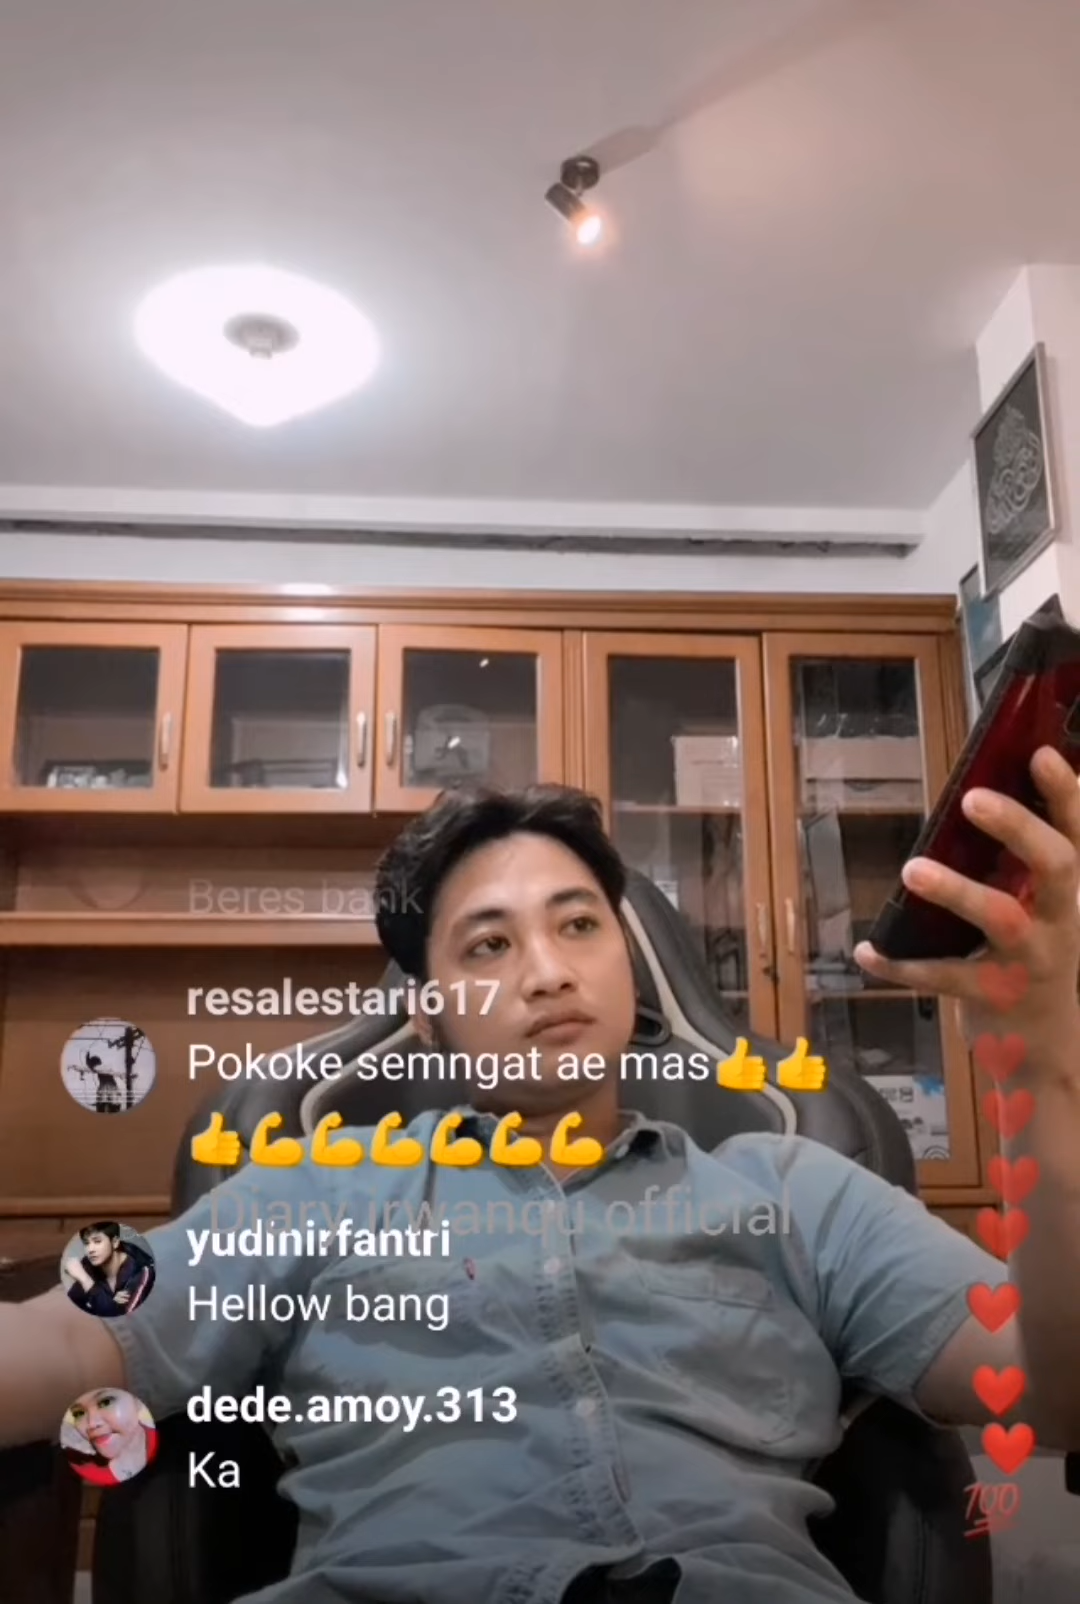 Beres bank
resalestari617
Pokoke semngat ae mas👍👍
👍💪💪💪💪💪💪
Diary irwanqu official
yudinirfantri
Hellow bang
dede.amoy.313
Ka
💯